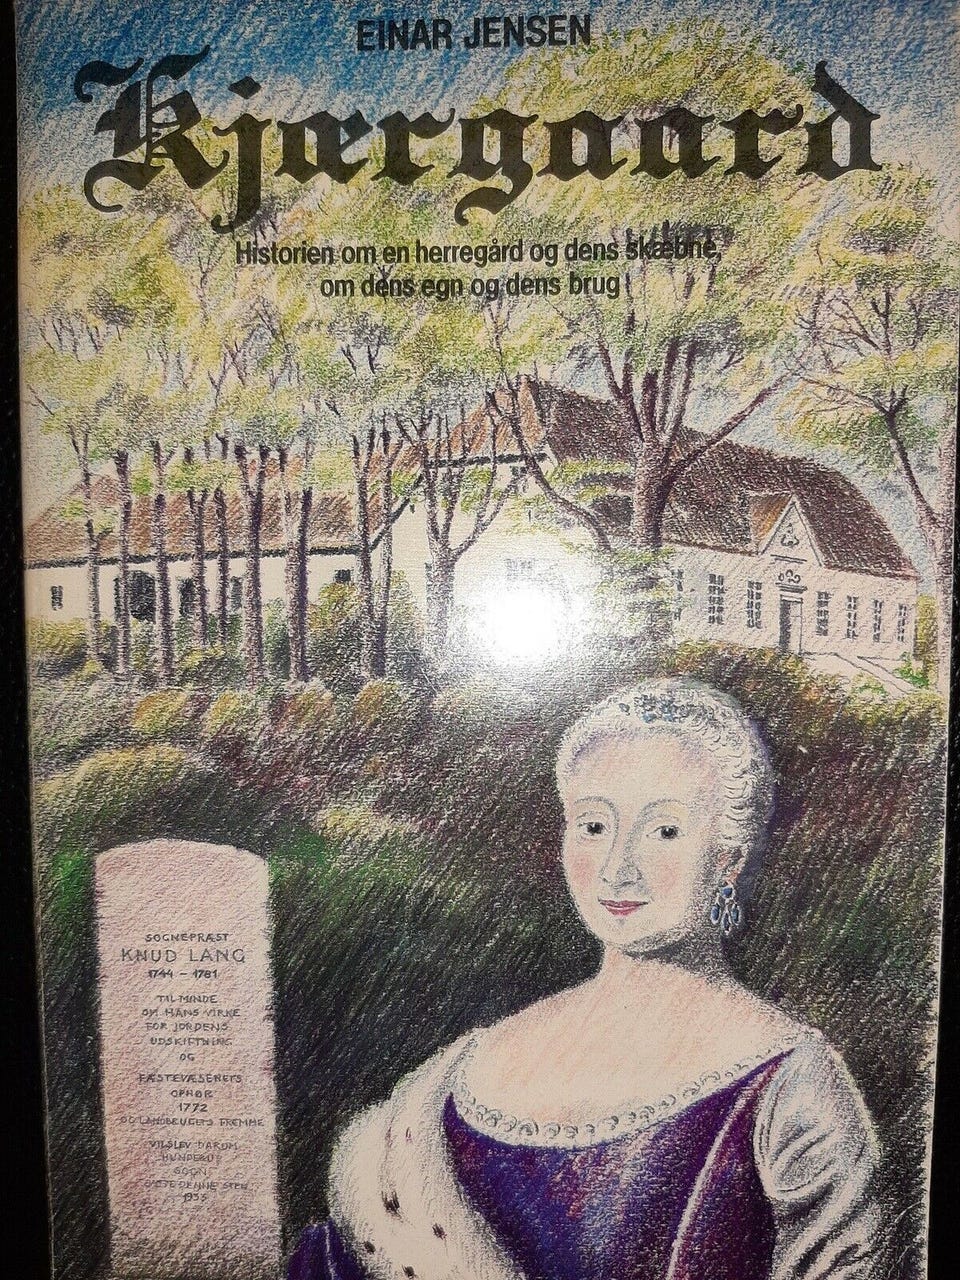 EINAR JENSEN
Kjærgaard
Historien om en herregård og dens skæbne,
om dens egn og dens brug
SOGNEPRÆST
KNUD LANG
1744 – 1781
TIL MINDE
OM HANS VIRKE
FOR JORDENS
UDSKIFTNING
OG
FÆSTEVÆSENETS
OPHØR
1772
OG LANDBRUGETS FREMME
VILSLEV DARUM
HUNDERUP
SOGN
DENNE STEN